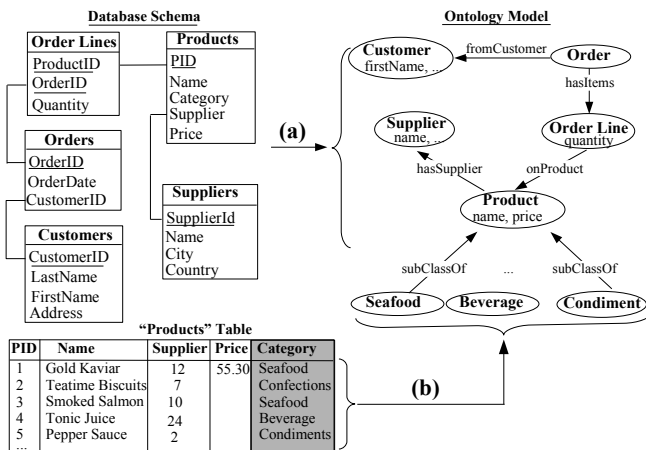 Database Schema
Order Lines
ProductID
OrderID
Quantity
Products
PID
Name
Category
Supplier
Price
Orders
OrderID
OrderDate
CustomerID
Suppliers
SupplierId
Name
City
Country
Customers
CustomerID
LastName
FirstName
Address
(a)
Ontology Model
Customer
firstName, ...
fromCustomer
Order
hasItems
Supplier
name, ...
Order Line
quantity
hasSupplier
onProduct
Product
name, price
subClassOf
...
subClassOf
Seafood
Beverage
Condiment
“Products” Table
PID Name Supplier Price Category
1 Gold Kaviar 12 55.30 Seafood
2 Teatime Biscuits 7 Confections
3 Smoked Salmon 10 Seafood
4 Tonic Juice 24 Beverage
5 Pepper Sauce 2 Condiments
...
(b)